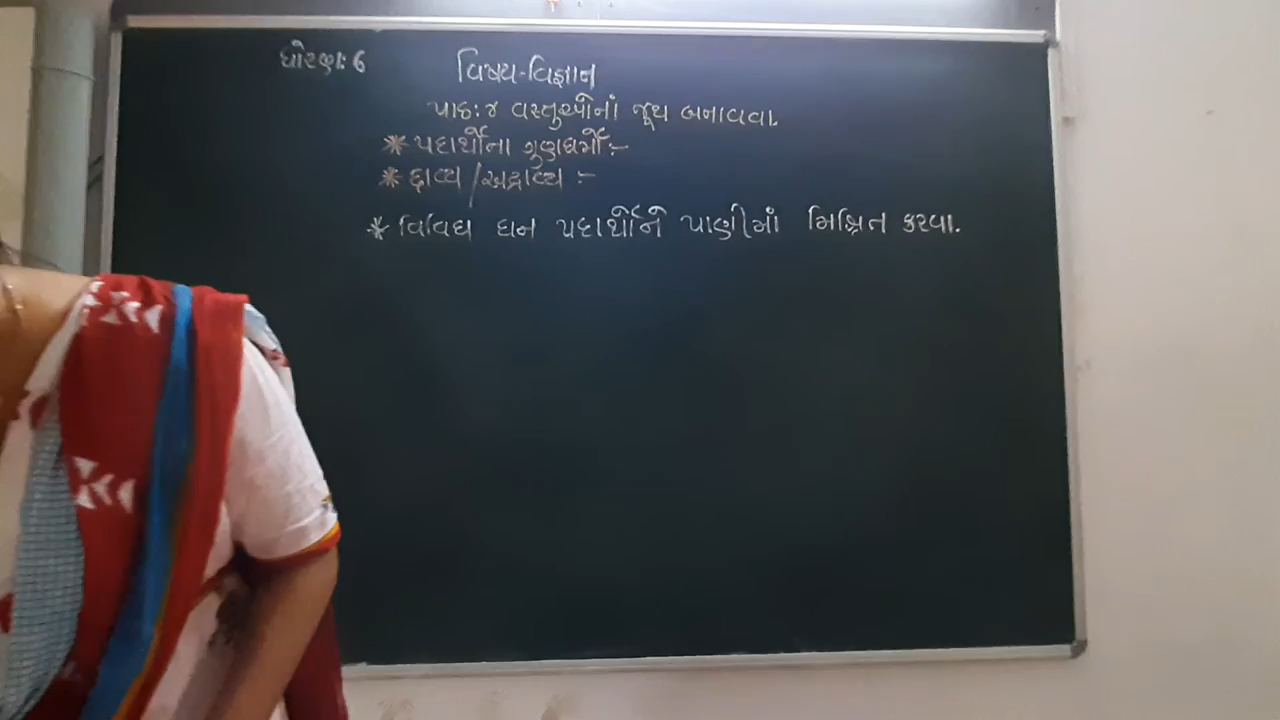 ધોરણ: 6 વિષય-વિજ્ઞાન
પાઠ: ૪ વસ્તુઓનાં જૂથ બનાવવા.
* પદાર્થોના ગુણધર્મો:-
* દ્રાવ્ય / અદ્રાવ્ય :-
* વિવિધ ઘન પદાર્થોને પાણીમાં મિશ્રિત કરવા.